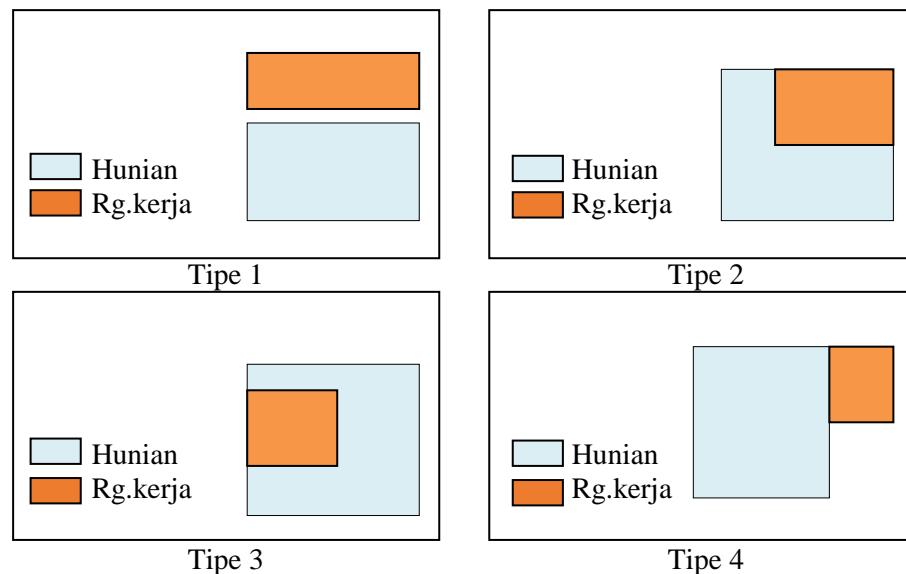 Hunian
Rg.kerja
Tipe 1
Hunian
Rg.kerja
Tipe 2
Hunian
Rg.kerja
Tipe 3
Hunian
Rg.kerja
Tipe 4